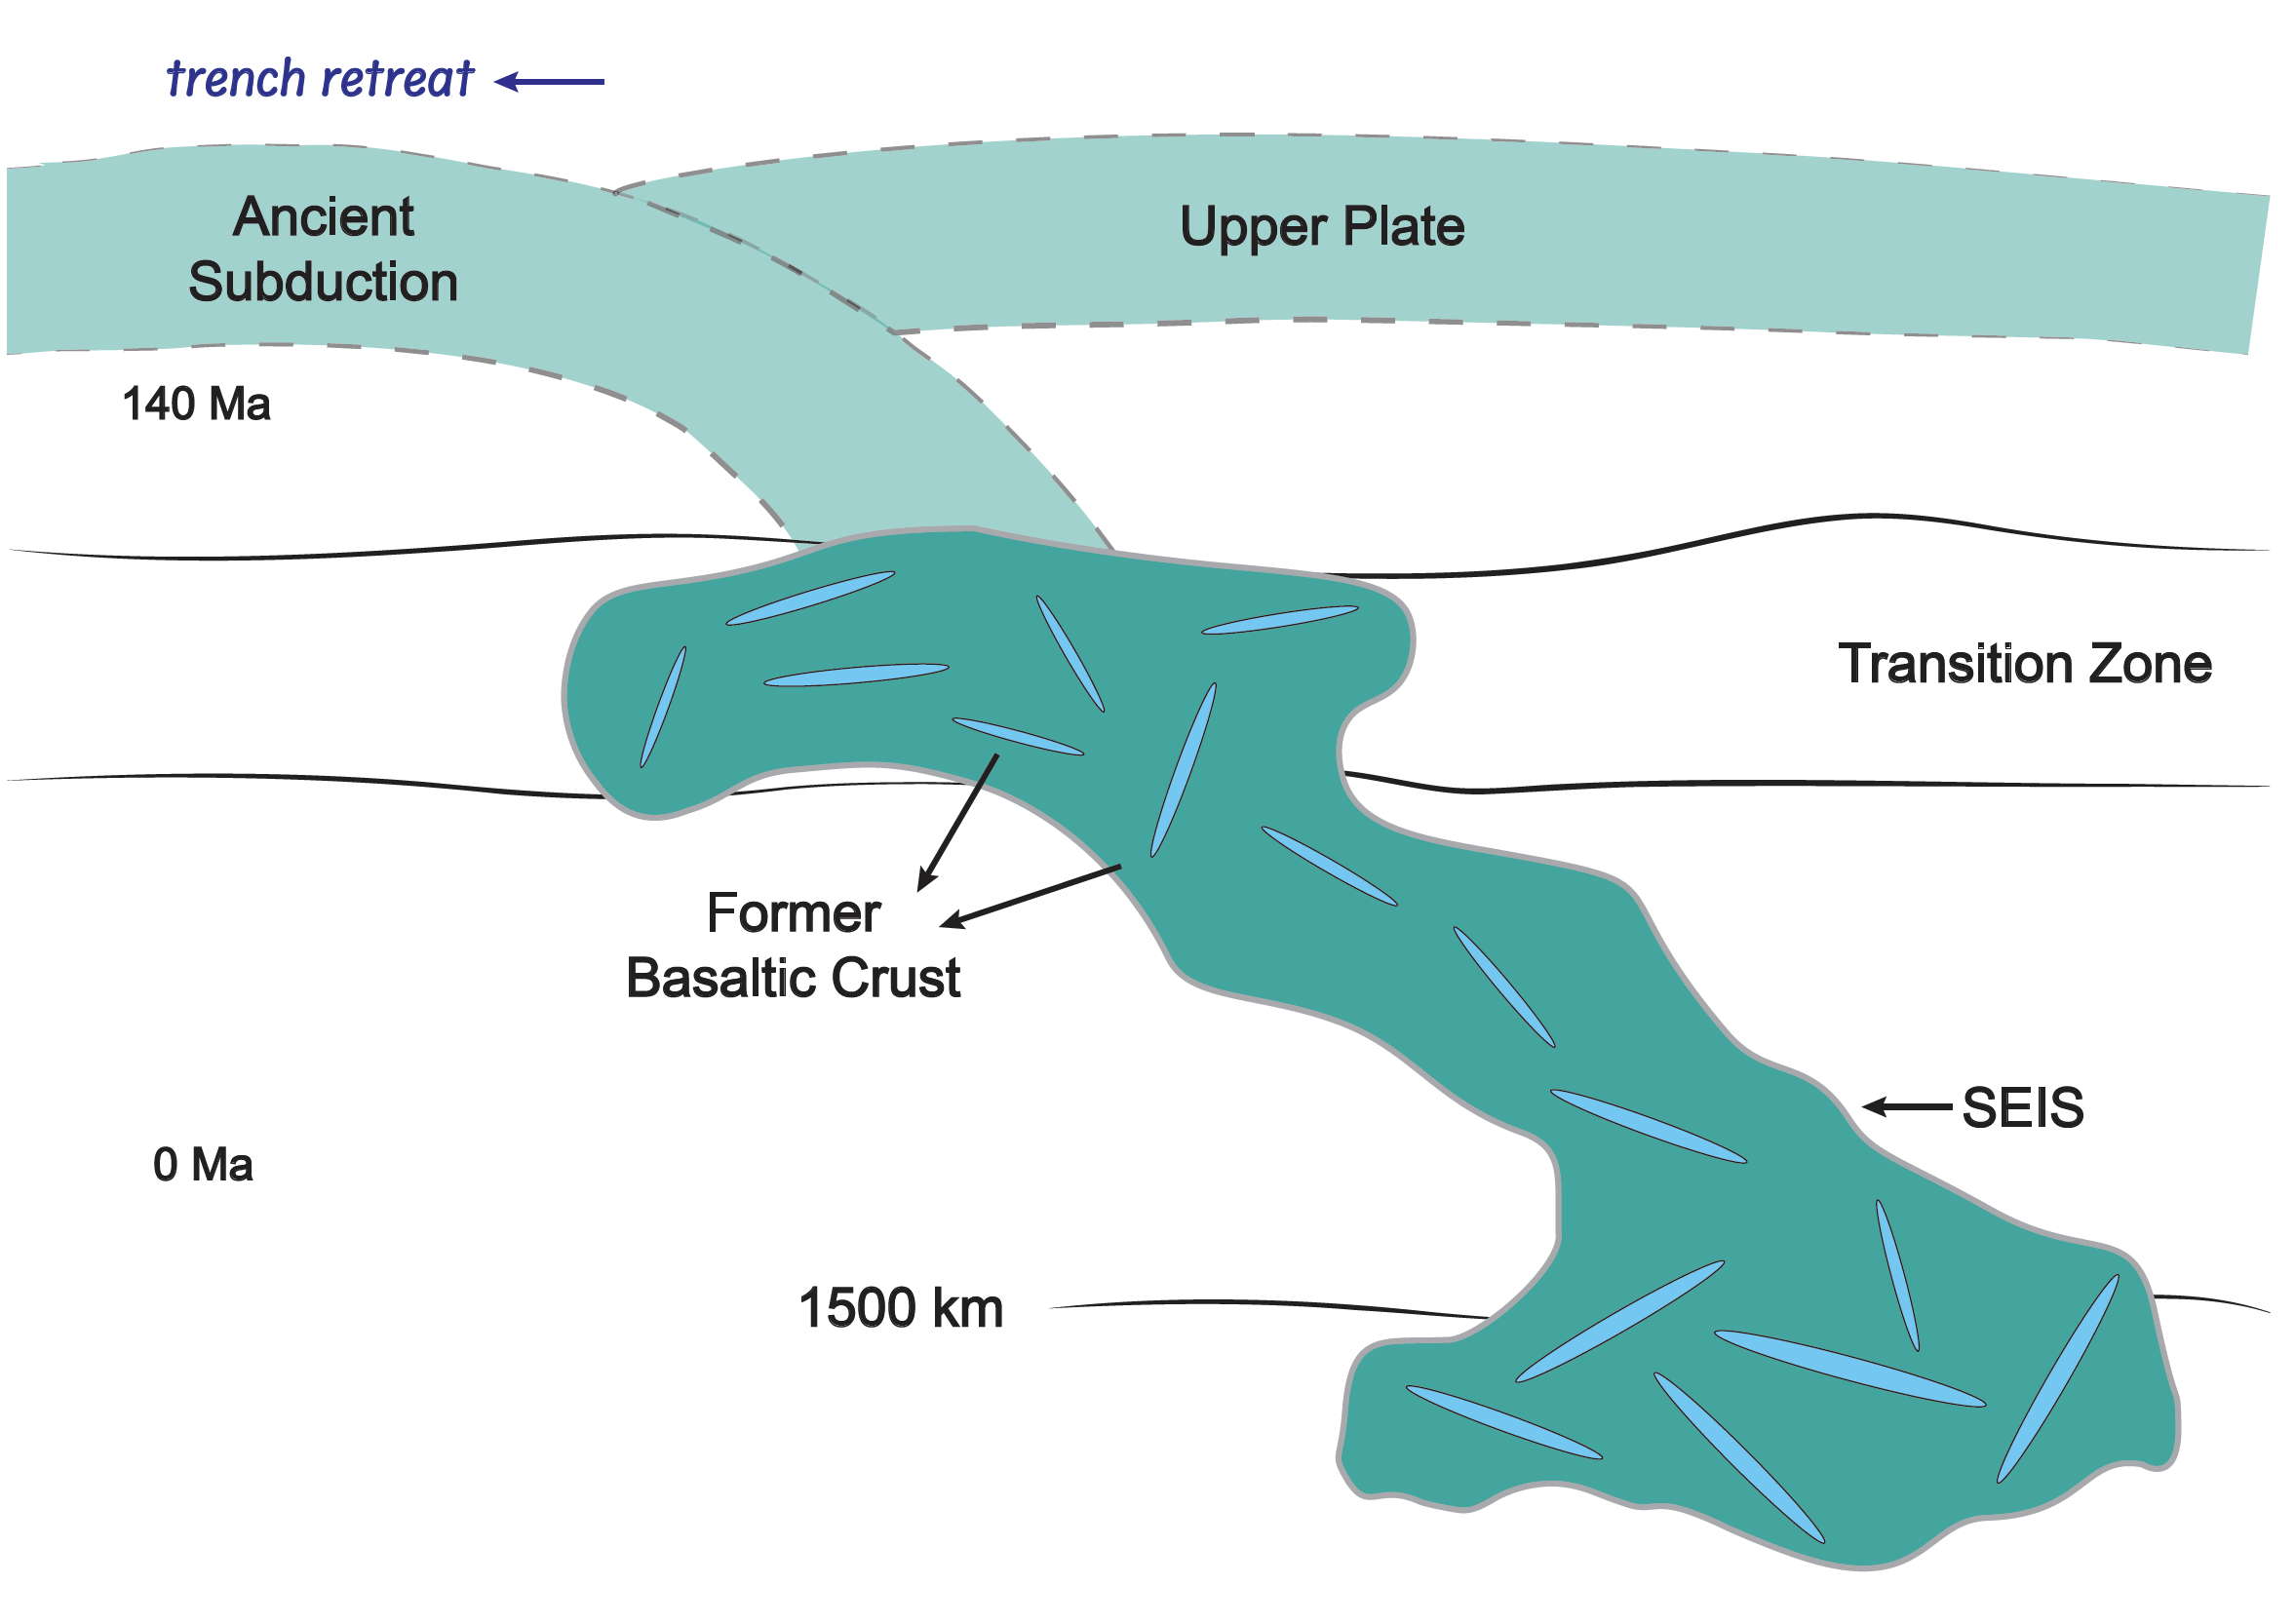 trench retreat
Ancient
Subduction
Upper Plate
140 Ma
Transition Zone
Former
Basaltic Crust
SEIS
0 Ma
1500 km